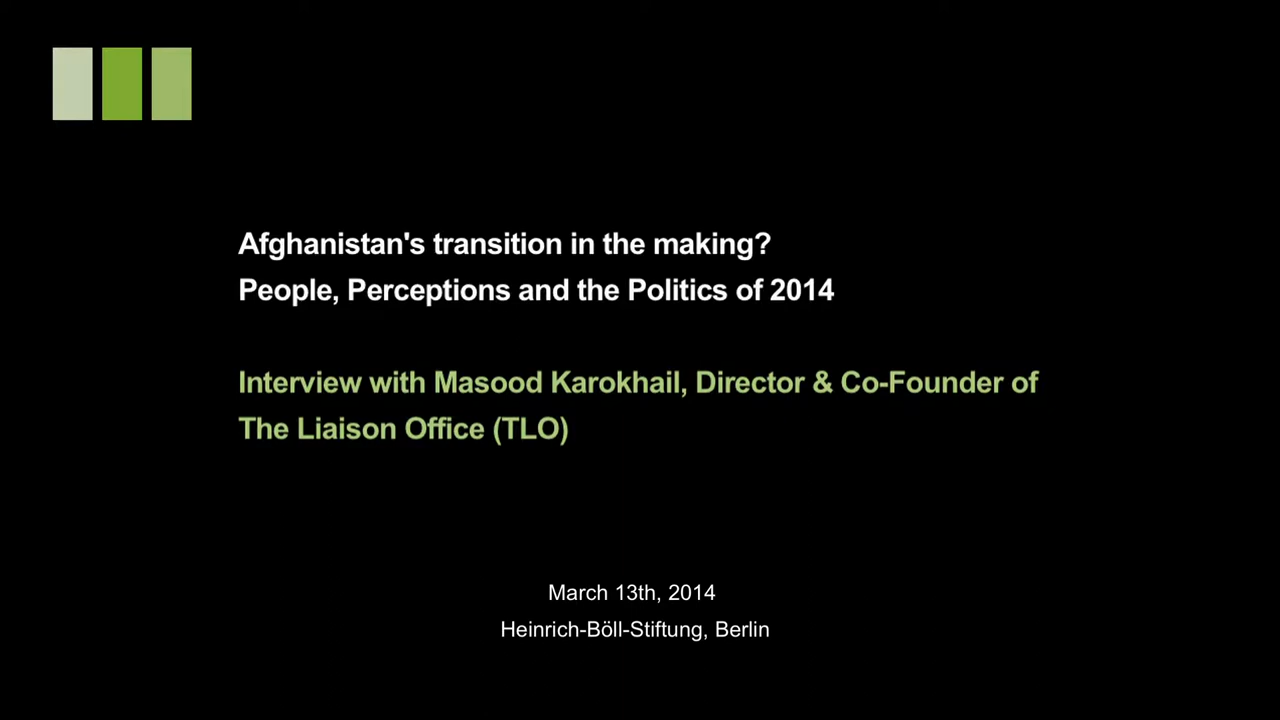 Afghanistan's transition in the making?
People, Perceptions and the Politics of 2014
Interview with Masood Karokhail, Director & Co-Founder of
The Liaison Office (TLO)
March 13th, 2014
Heinrich-Böll-Stiftung, Berlin